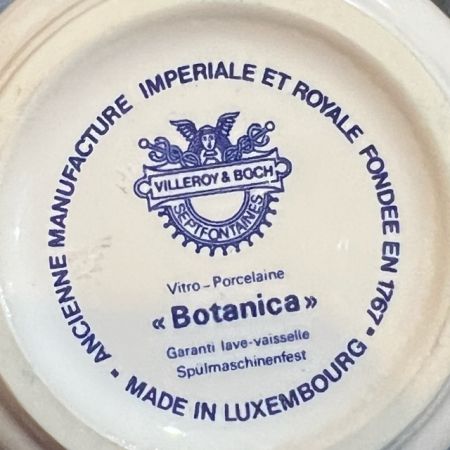 ANCIENNE MANUFACTURE IMPERIALE ET ROYALE FONDEE EN 1767 -
VILLEROY & BOCH
SEPTFONTAINES
Vitro-Porcelaine
« Botanica »
Garanti lave-vaisselle
Spülmaschinenfest
- MADE IN LUXEMBOURG